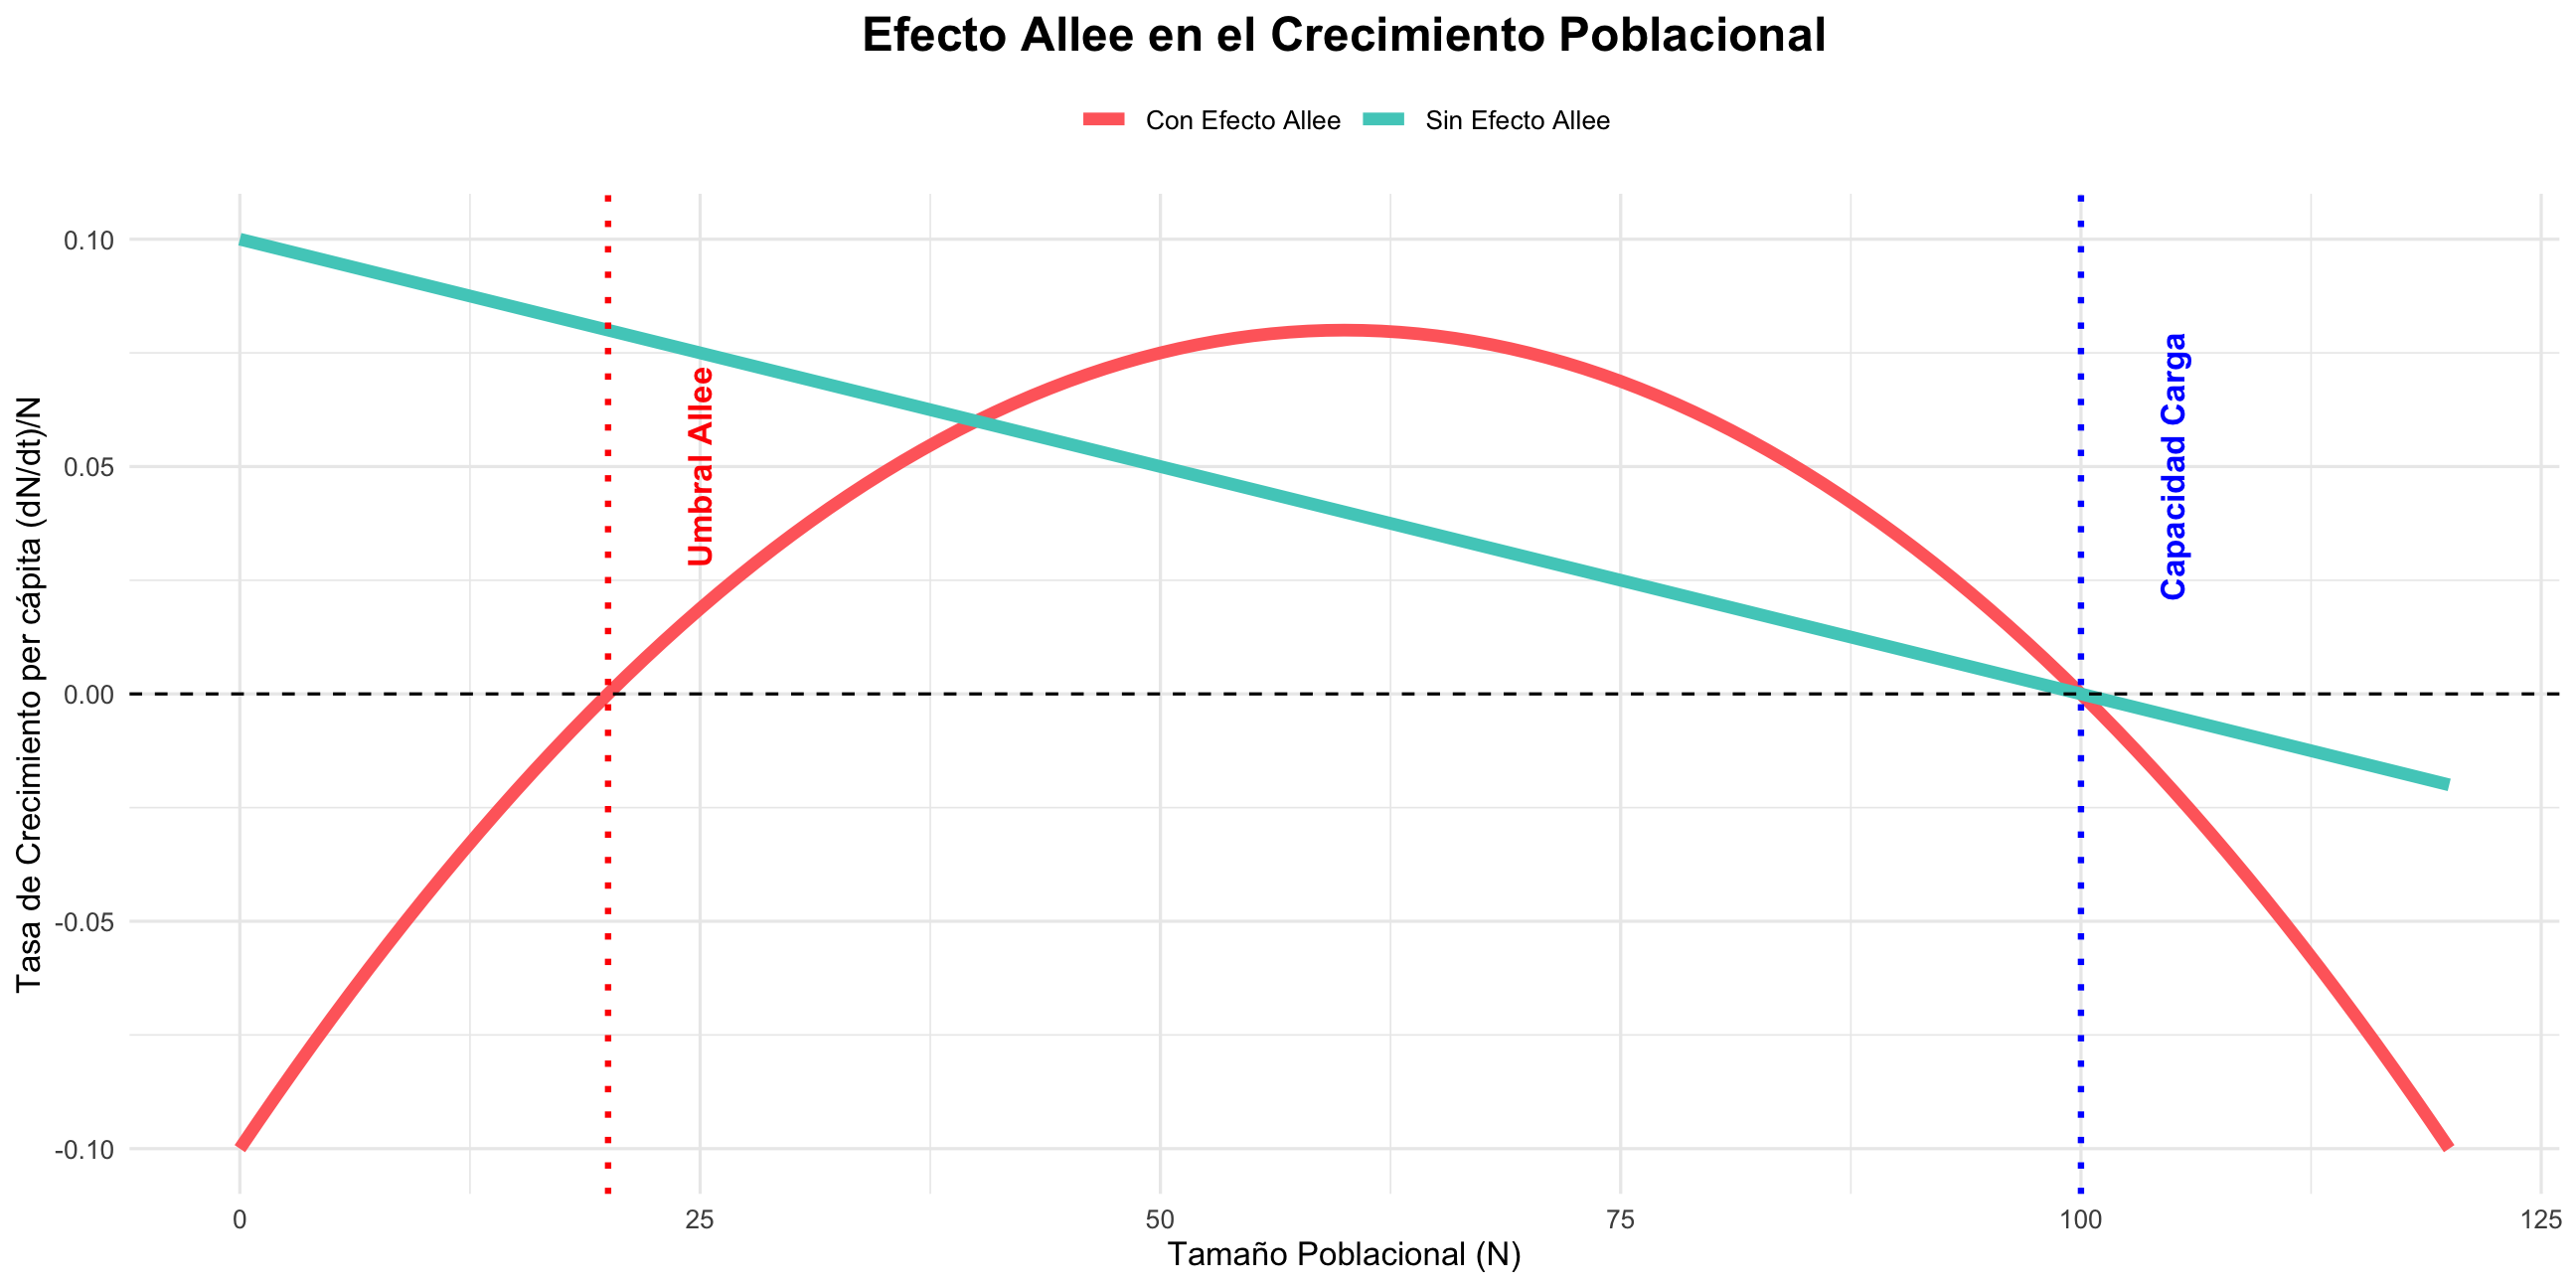 Efecto Allee en el Crecimiento Poblacional
Con Efecto Allee
Sin Efecto Allee
Tasa de Crecimiento per cápita (dN/dt)/N
0.10
0.05
0.00
-0.05
-0.10
Umbral Allee
Capacidad Carga
0
25
50
75
100
125
Tamaño Poblacional (N)